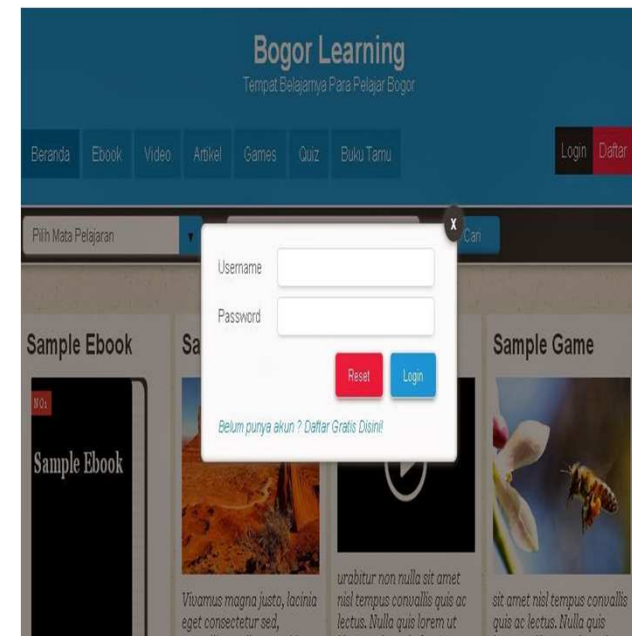 Bogor Learning
Tempat Belajarnya Para Pelajar Bogor
Beranda Ebook Video Artikel Games Quiz Buku Tamu Login Daftar
Pilih Mata Pelajaran Cari
x
Username
Password
Reset Login
Belum punya akun ? Daftar Gratis Disini!
Sample Ebook Sa Sample Game
NO1
Sample Ebook
Vivamus magna justo, lacinia
eget consectetur sed,
urabitur non nulla sit amet
nisl tempus convallis quis ac
lectus. Nulla quis lorem ut
sit amet nisl tempus convallis
quis ac lectus. Nulla quis